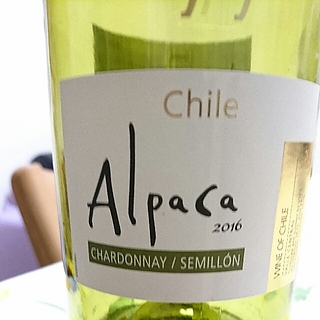 Chile
Alpaca
2016
CHARDONNAY / SEMILLÓN
WINE OF CHILE